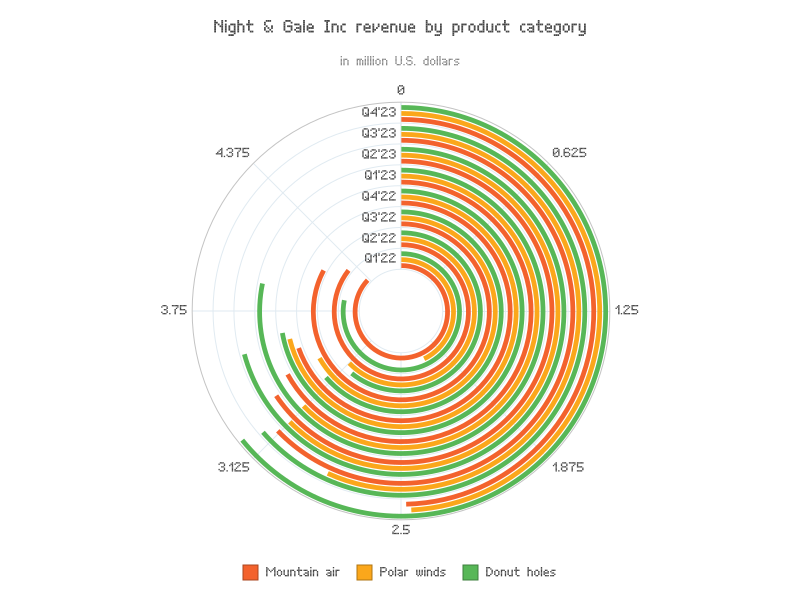 Night & Gale Inc revenue by product category
in million U.S. dollars
0
0.625
1.25
1.875
2.5
3.125
3.75
4.375
Q4'23
Q3'23
Q2'23
Q1'23
Q4'22
Q3'22
Q2'22
Q1'22
Mountain air
Polar winds
Donut holes